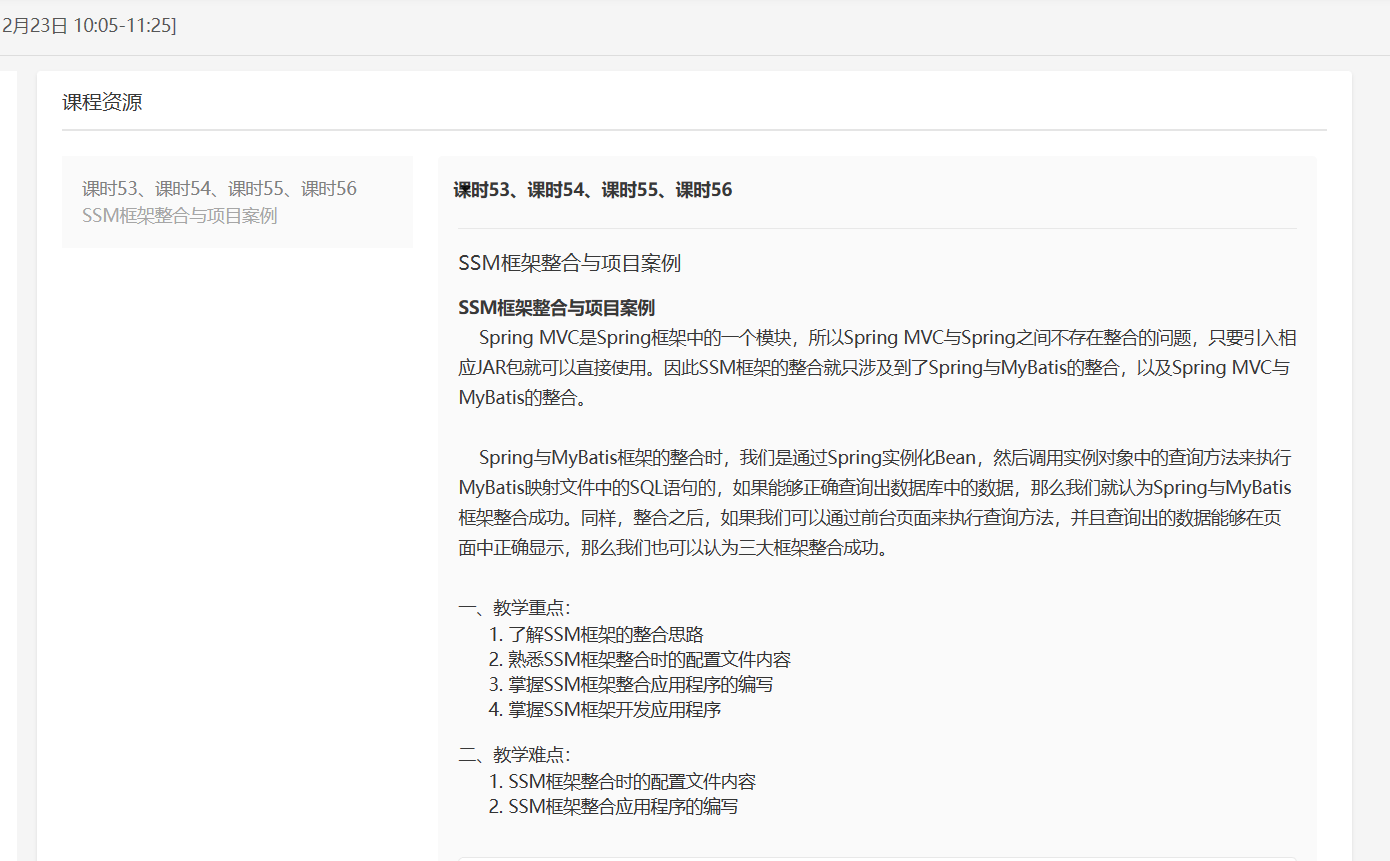 2月23日 10:05-11:25]
课程资源
课时53、课时54、课时55、课时56
SSM框架整合与项目案例
课时53、课时54、课时55、课时56
SSM框架整合与项目案例
SSM框架整合与项目案例
Spring MVC是Spring框架中的一个模块，所以Spring MVC与Spring之间不存在整合的问题，只要引入相
应JAR包就可以直接使用。因此SSM框架的整合就只涉及到了Spring与MyBatis的整合，以及Spring MVC与
MyBatis的整合。
Spring与MyBatis框架的整合时，我们是通过Spring实例化Bean，然后调用实例对象中的查询方法来执行
MyBatis映射文件中的SQL语句的，如果能够正确查询出数据库中的数据，那么我们就认为Spring与MyBatis
框架整合成功。同样，整合之后，如果我们可以通过前台页面来执行查询方法，并且查询出的数据能够在页
面中正确显示，那么我们也可以认为三大框架整合成功。
一、教学重点：
1. 了解SSM框架的整合思路
2. 熟悉SSM框架整合时的配置文件内容
3. 掌握SSM框架整合应用程序的编写
4. 掌握SSM框架开发应用程序
二、教学难点：
1. SSM框架整合时的配置文件内容
2. SSM框架整合应用程序的编写